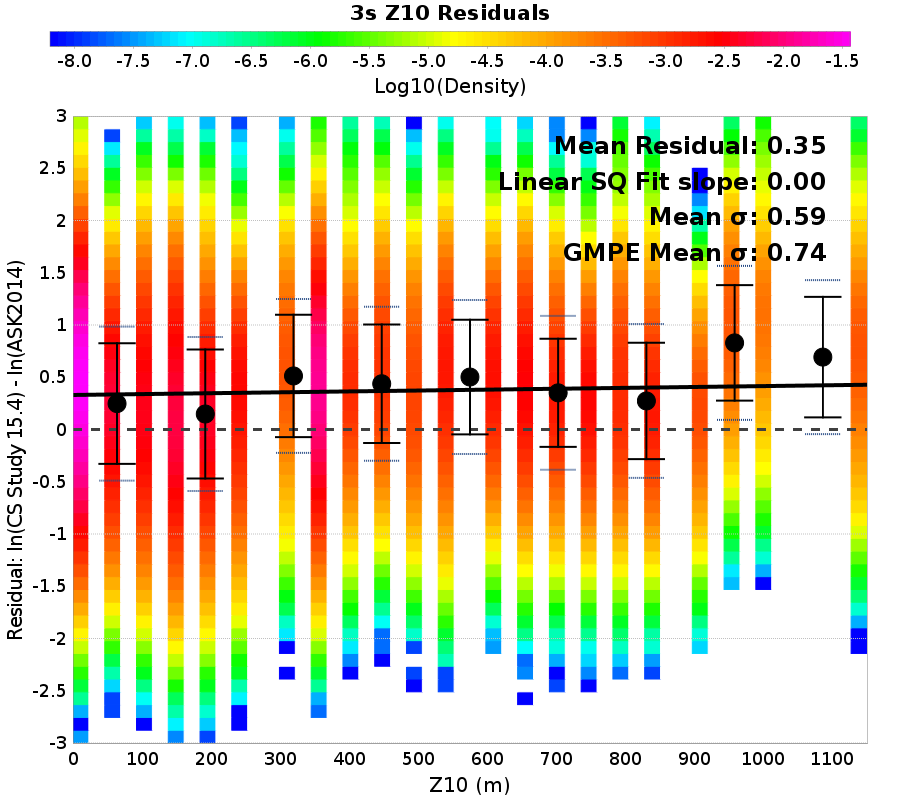 3s Z10 Residuals
-8.0 -7.5 -7.0 -6.5 -6.0 -5.5 -5.0 -4.5 -4.0 -3.5 -3.0 -2.5 -2.0 -1.5
Log10(Density)
Mean Residual: 0.35
Linear SQ Fit slope: 0.00
Mean σ: 0.59
GMPE Mean σ: 0.74
Residual: ln(CS Study 15.4) - ln(ASK2014)
3
2.5
2
1.5
1
0.5
0
-0.5
-1
-1.5
-2
-2.5
-3
0 100 200 300 400 500 600 700 800 900 1000 1100
Z10 (m)